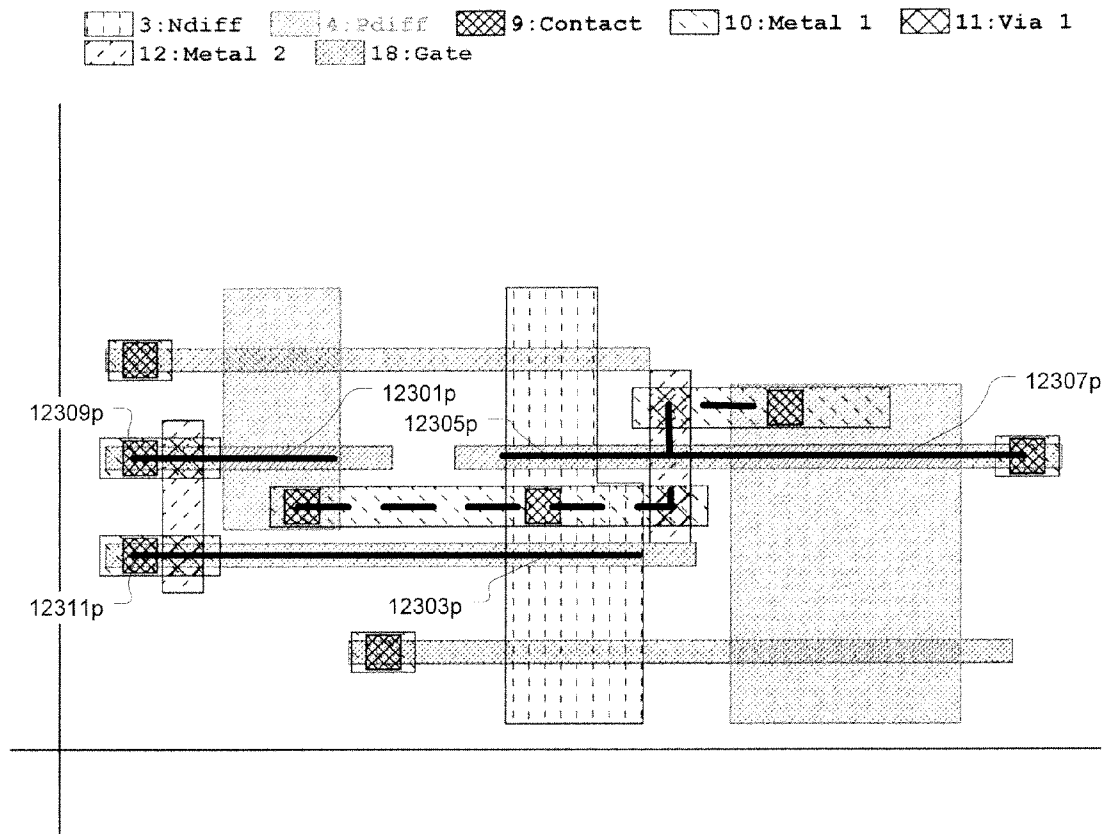 3:Ndiff 4:Pdiff 9:Contact 10:Metal 1 11:Via 1
12:Metal 2 18:Gate
12301p
12307p
12309p
12305p
12311p
12303p